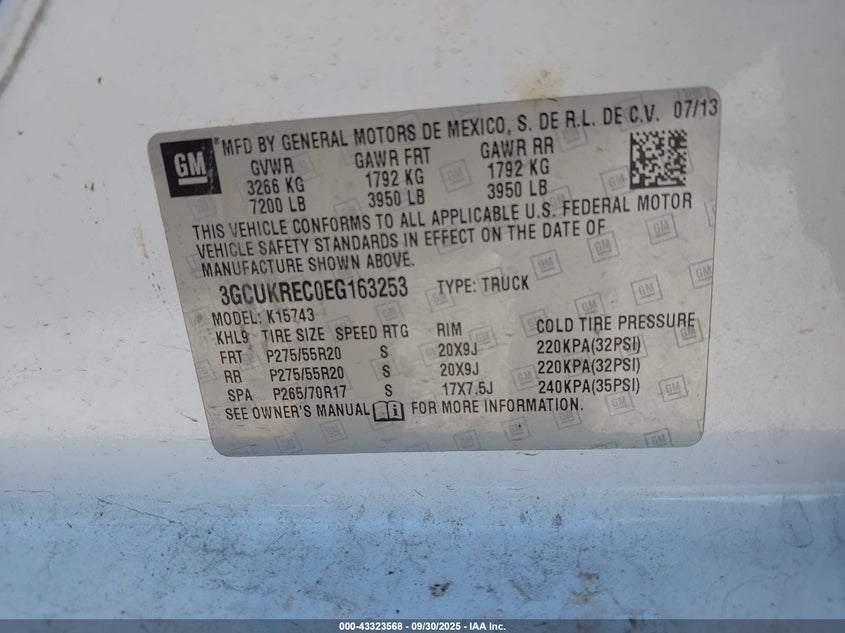 GM
MFD BY GENERAL MOTORS DE MEXICO, S. DE R.L. DE C.V. 07/13
GVWR GAWR FRT GAWR RR
3266 KG 1792 KG 1792 KG
7200 LB 3950 LB 3950 LB
THIS VEHICLE CONFORMS TO ALL APPLICABLE U.S. FEDERAL MOTOR
VEHICLE SAFETY STANDARDS IN EFFECT ON THE DATE OF
MANUFACTURE SHOWN ABOVE.
3GCUKREC0EG163253 TYPE: TRUCK
MODEL: K15743
KHL9 TIRE SIZE SPEED RTG RIM COLD TIRE PRESSURE
FRT P275/55R20 S 20X9J 220KPA(32PSI)
RR P275/55R20 S 20X9J 220KPA(32PSI)
SPA P265/70R17 S 17X7.5J 240KPA(35PSI)
SEE OWNER'S MANUAL i FOR MORE INFORMATION.
000-43323568 - 09/30/2025 - IAA Inc.